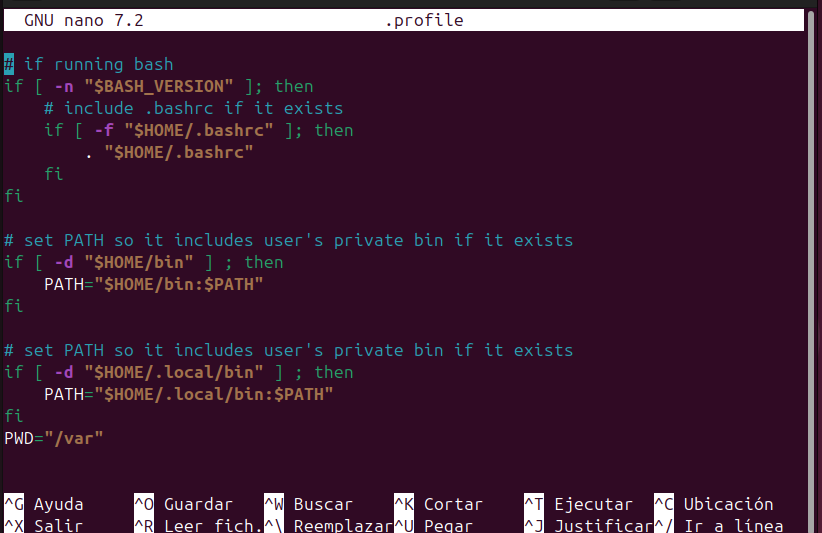 GNU nano 7.2 .profile
# if running bash
if [ -n "$BASH_VERSION" ]; then
    # include .bashrc if it exists
    if [ -f "$HOME/.bashrc" ]; then
        . "$HOME/.bashrc"
    fi
fi
# set PATH so it includes user's private bin if it exists
if [ -d "$HOME/bin" ] ; then
    PATH="$HOME/bin:$PATH"
fi
# set PATH so it includes user's private bin if it exists
if [ -d "$HOME/.local/bin" ] ; then
    PATH="$HOME/.local/bin:$PATH"
fi
PWD="/var"
^G Ayuda ^O Guardar ^W Buscar ^K Cortar ^T Ejecutar ^C Ubicación
^X Salir ^R Leer fich. ^\ Reemplazar ^U Pegar ^J Justificar ^/ Ir a línea